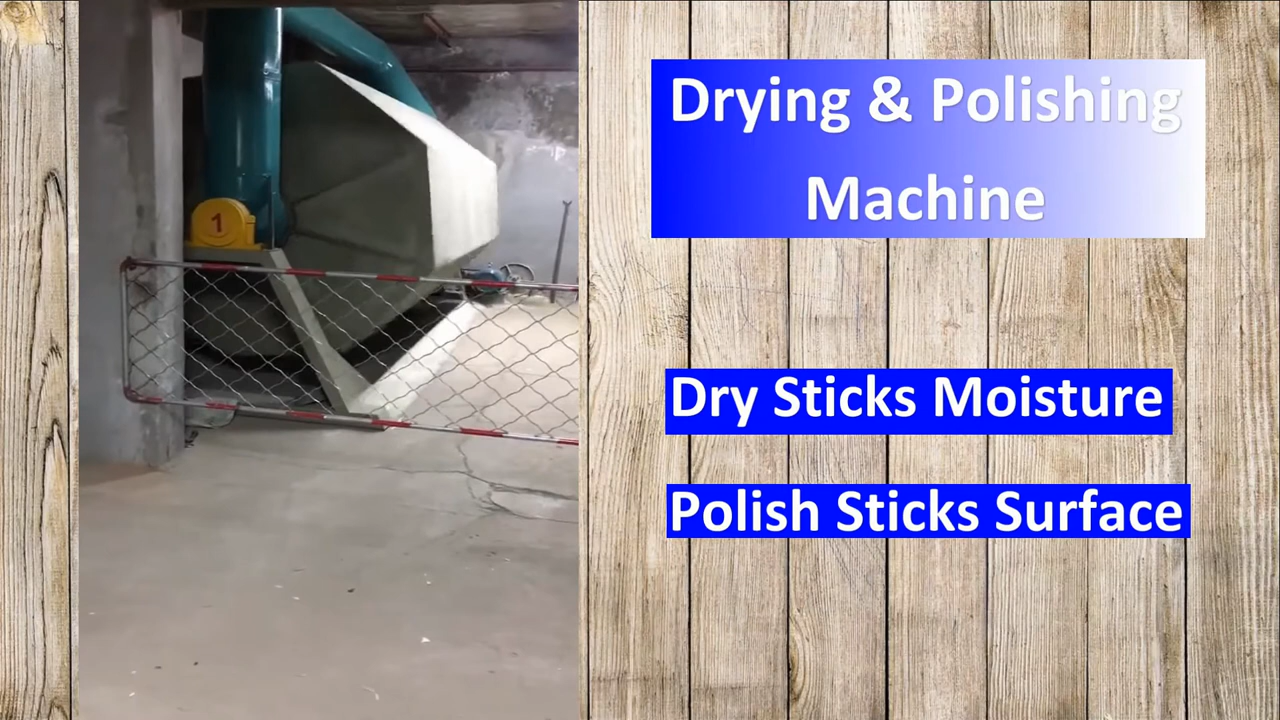 1
Drying & Polishing
Machine
Dry Sticks Moisture
Polish Sticks Surface